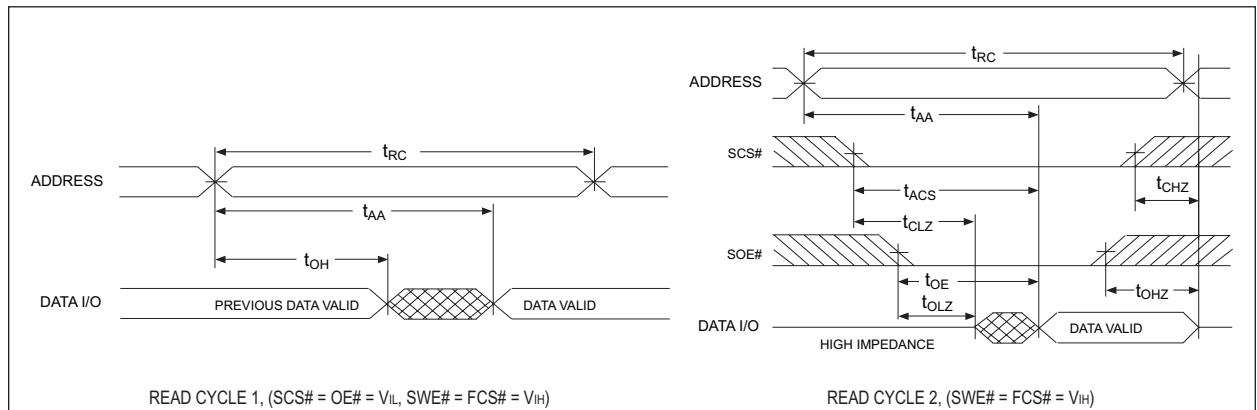 tRC
ADDRESS
tAA
tOH
DATA I/O
PREVIOUS DATA VALID
DATA VALID
READ CYCLE 1, (SCS# = OE# = VIL, SWE# = FCS# = VIH)
tRC
ADDRESS
tAA
SCS#
tACS
tCHZ
tCLZ
SOE#
tOE
tOLZ
tOHZ
DATA I/O
HIGH IMPEDANCE
DATA VALID
READ CYCLE 2, (SWE# = FCS# = VIH)